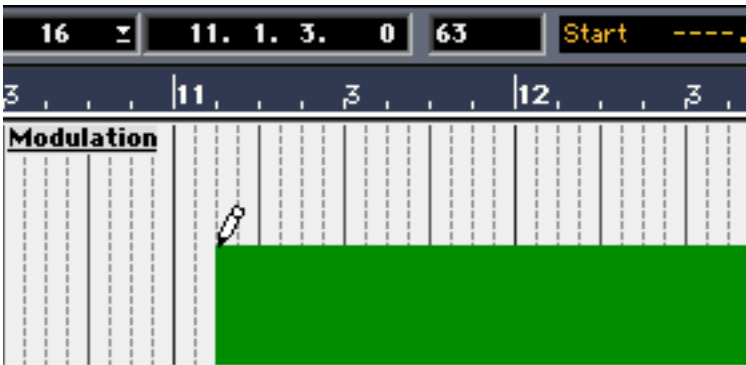 16 11. 1. 3. 0 63 Start ----.
3 11 3 12 3
Modulation